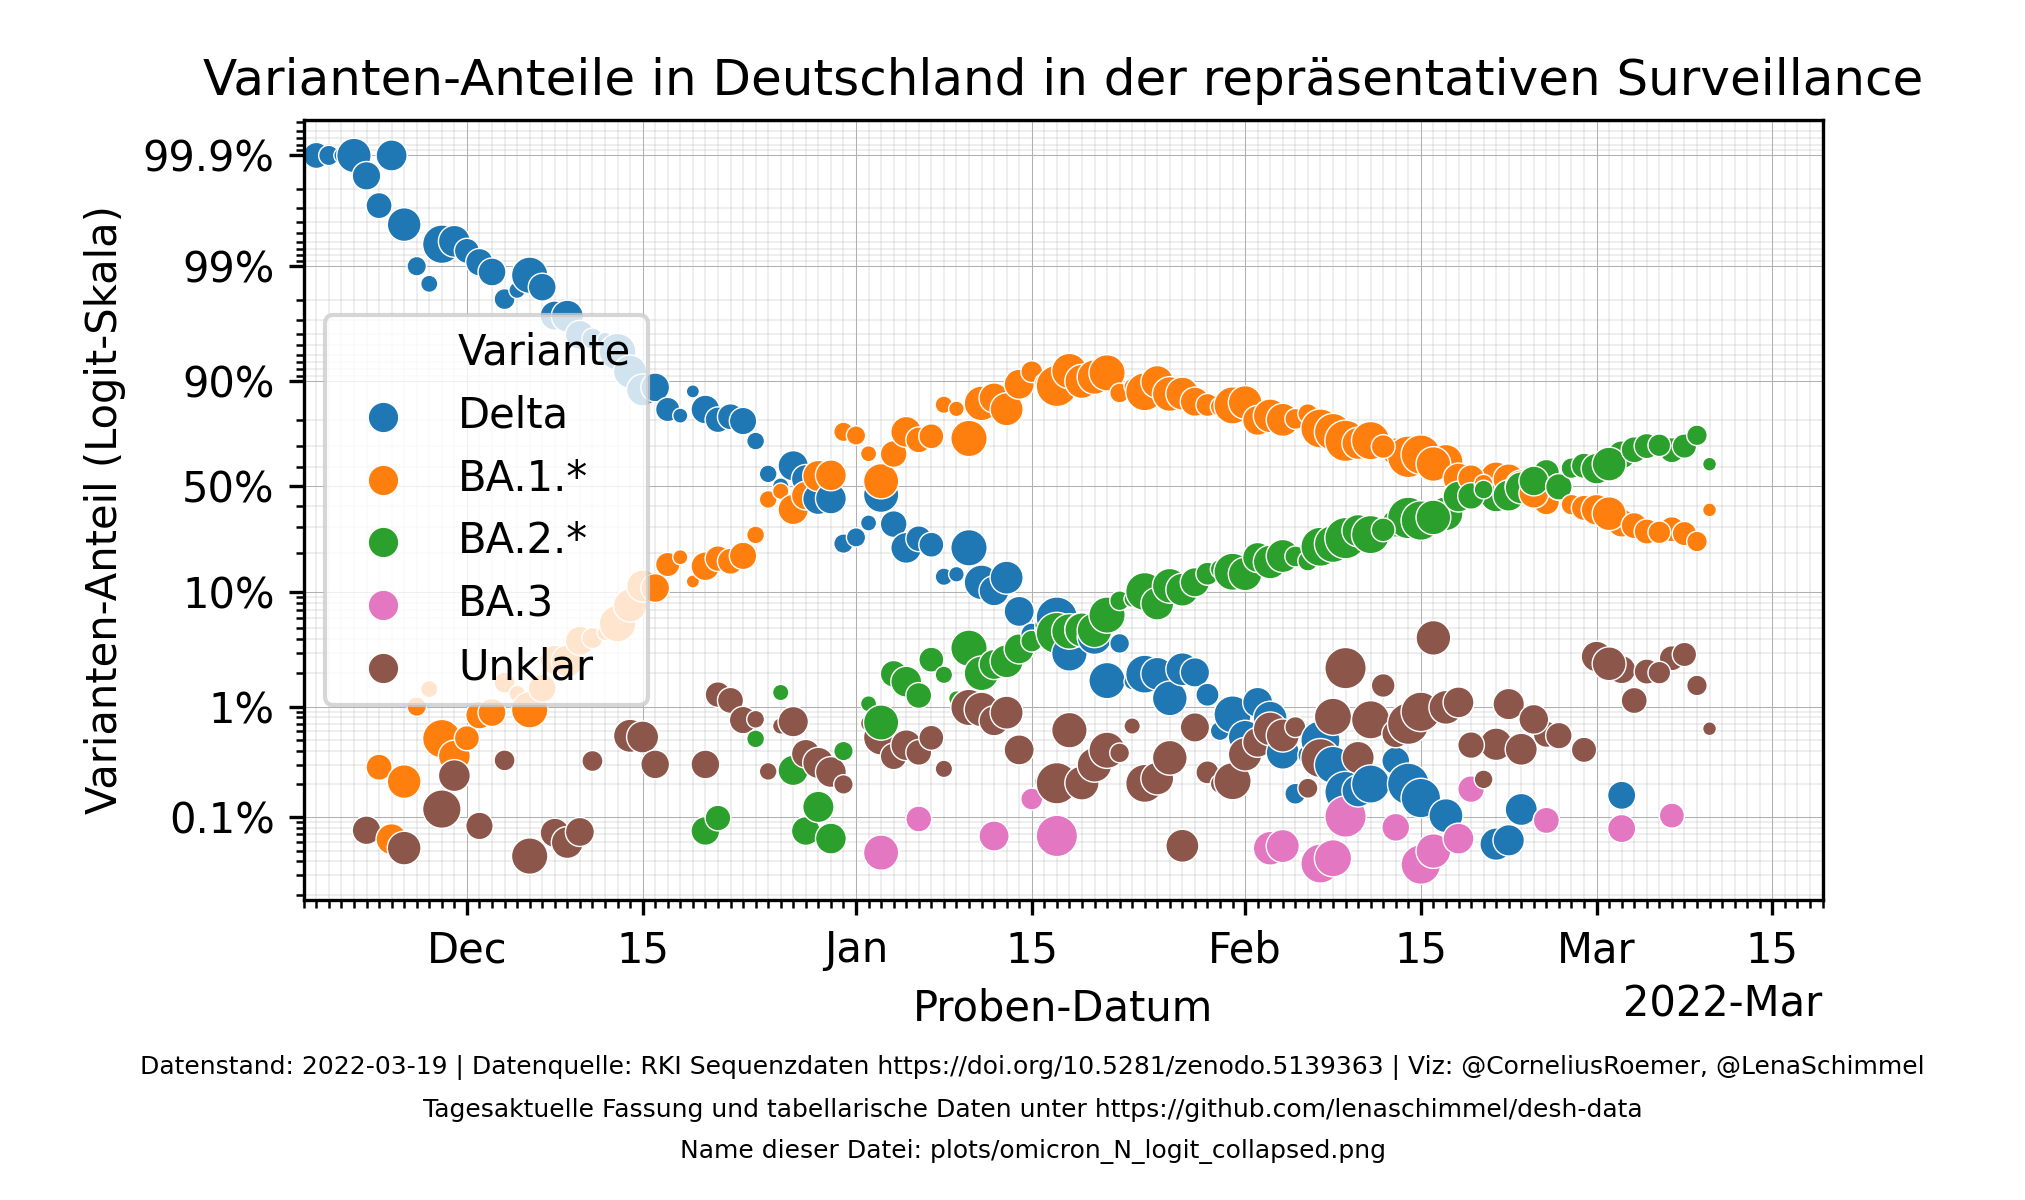 Varianten-Anteile in Deutschland in der repräsentativen Surveillance
Varianten-Anteil (Logit-Skala)
99.9%
99%
90%
50%
10%
1%
0.1%
Variante
Delta
BA.1.*
BA.2.*
BA.3
Unklar
Dec 15 Jan 15 Feb 15 Mar 15
Proben-Datum
2022-Mar
Datenstand: 2022-03-19 | Datenquelle: RKI Sequenzdaten https://doi.org/10.5281/zenodo.5139363 | Viz: @CorneliusRoemer, @LenaSchimmel
Tagesaktuelle Fassung und tabellarische Daten unter https://github.com/lenaschimmel/desh-data
Name dieser Datei: plots/omicron_N_logit_collapsed.png